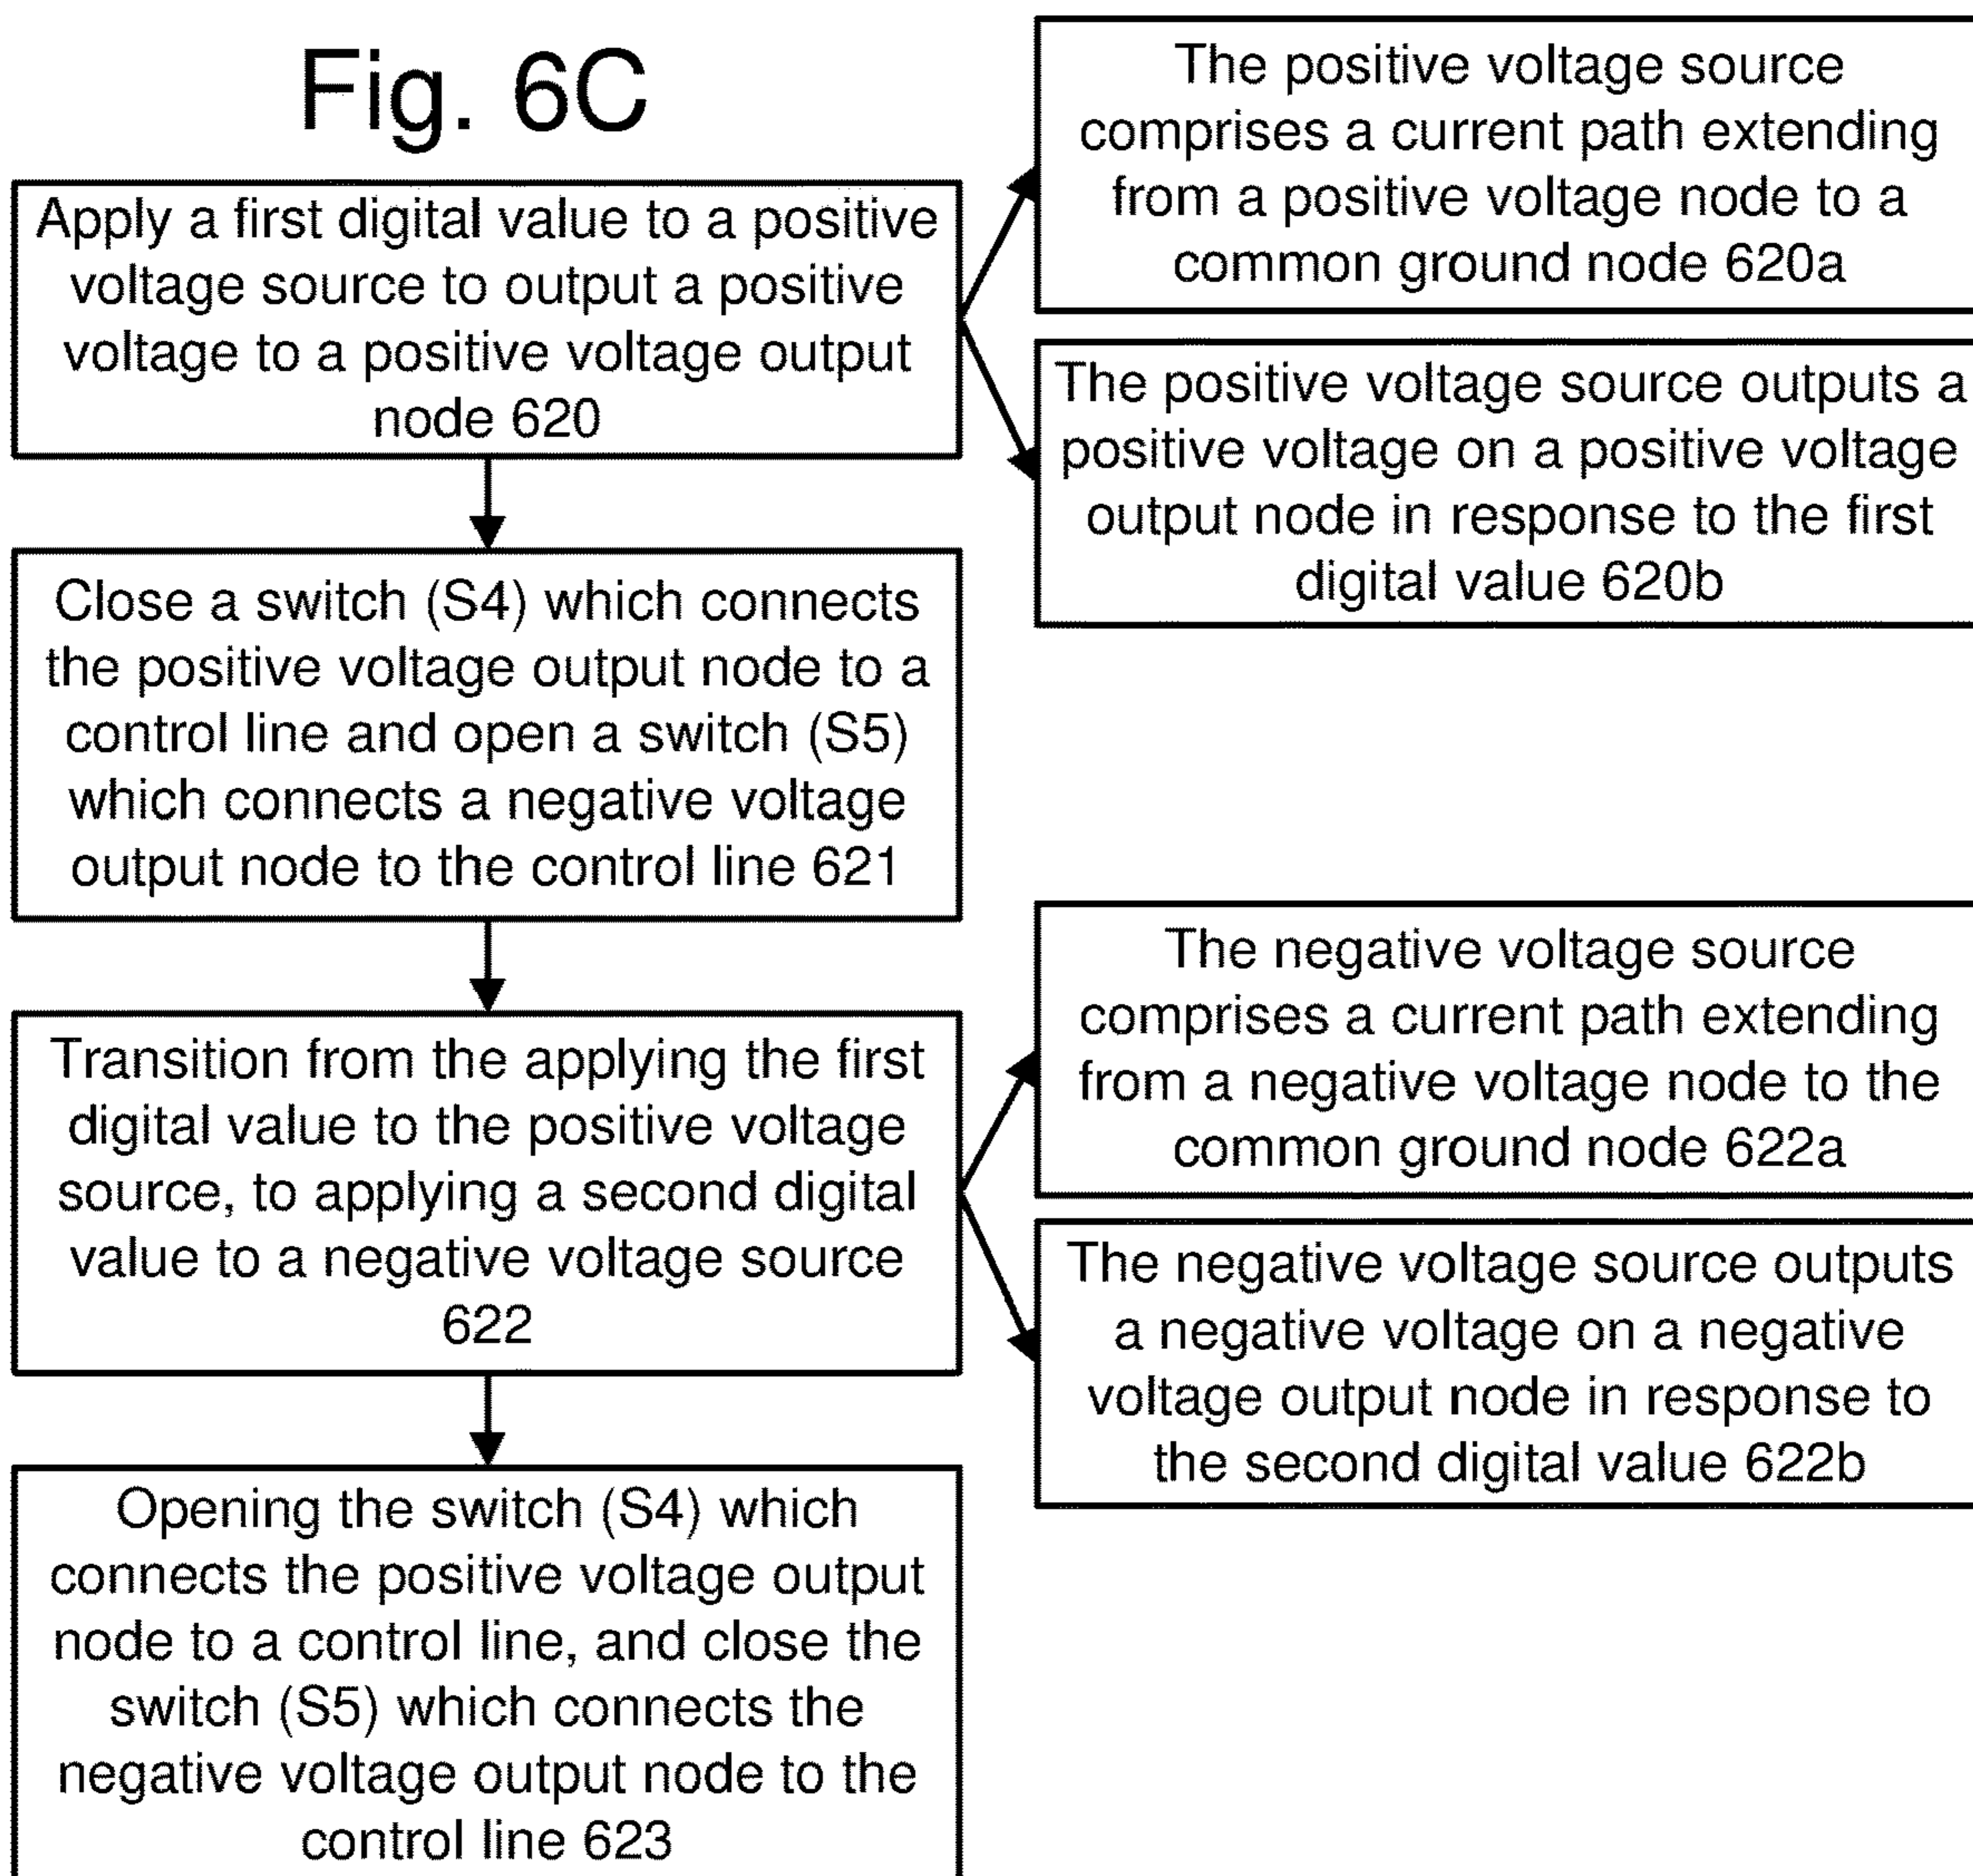 Fig. 6C
Apply a first digital value to a positive
voltage source to output a positive
voltage to a positive voltage output
node 620
The positive voltage source
comprises a current path extending
from a positive voltage node to a
common ground node 620a
The positive voltage source outputs a
positive voltage on a positive voltage
output node in response to the first
digital value 620b
Close a switch (S4) which connects
the positive voltage output node to a
control line and open a switch (S5)
which connects a negative voltage
output node to the control line 621
Transition from the applying the first
digital value to the positive voltage
source, to applying a second digital
value to a negative voltage source
622
The negative voltage source
comprises a current path extending
from a negative voltage node to the
common ground node 622a
The negative voltage source outputs
a negative voltage on a negative
voltage output node in response to
the second digital value 622b
Opening the switch (S4) which
connects the positive voltage output
node to a control line, and close the
switch (S5) which connects the
negative voltage output node to the
control line 623